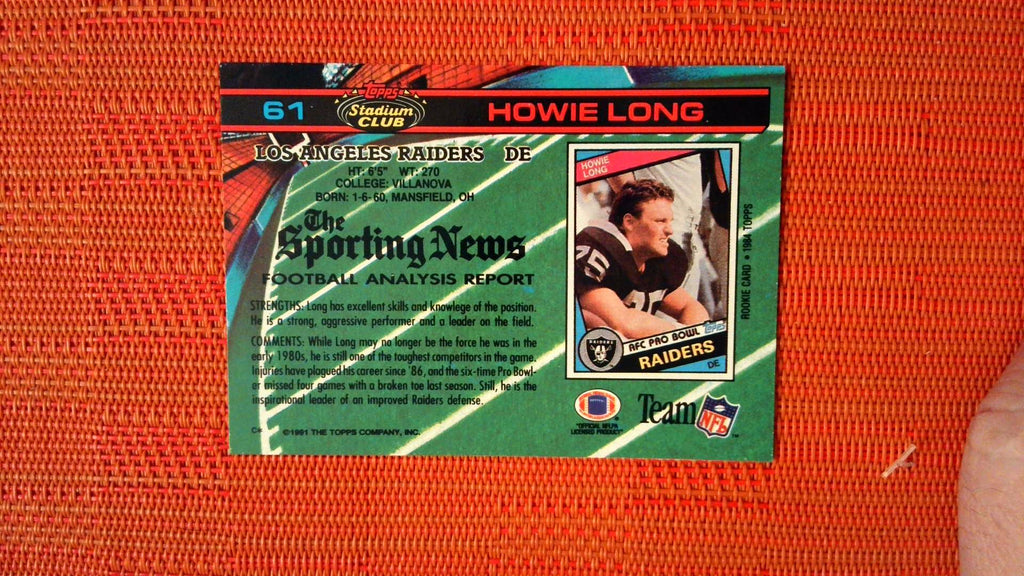 61
TOPPS
Stadium
CLUB
HOWIE LONG
LOS ANGELES RAIDERS DE
HT: 6'5" WT: 270
COLLEGE: VILLANOVA
BORN: 1-6-60, MANSFIELD, OH
The
Sporting News
FOOTBALL ANALYSIS REPORT
STRENGTHS: Long has excellent skills and knowlege of the position.
He is a strong, aggressive performer and a leader on the field.
COMMENTS: While Long may no longer be the force he was in the
early 1980s, he is still one of the toughest competitors in the game.
Injuries have plagued his career since '86, and the six-time Pro Bowl-
er missed four games with a broken toe last season. Still, he is the
inspirational leader of an improved Raiders defense.
©1991 THE TOPPS COMPANY, INC.
HOWIE
LONG
75
75
RAIDERS
AFC PRO BOWL TOPPS
RAIDERS
DE
ROOKIE CARD • 1984 TOPPS
"OFFICIAL NFLPA
LICENSED PRODUCT"
Team NFL